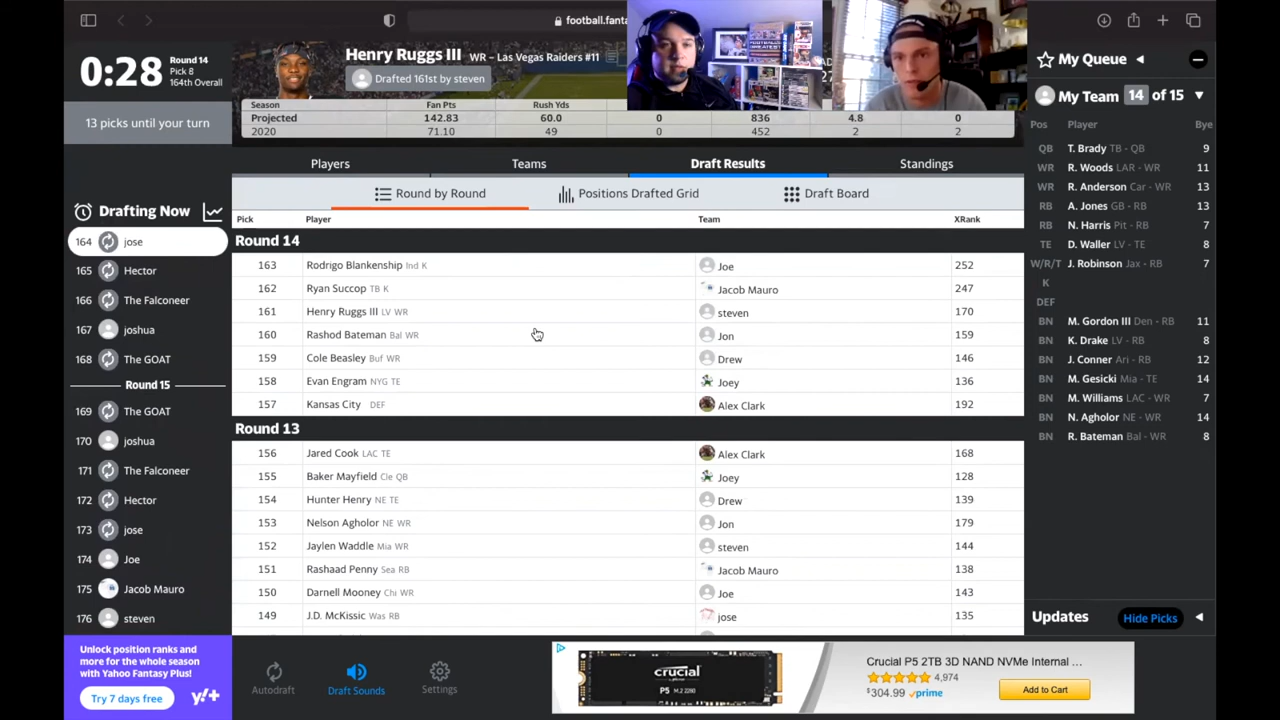 football.fanta
0:28
Round 14
Pick 8
164th Overall
13 picks until your turn
Henry Ruggs III WR – Las Vegas Raiders #11
Drafted 161st by steven
Season Fan Pts Rush Yds
Projected 142.83 60.0 0 836 4.8 0
2020 71.10 49 0 452 2 2
Players Teams Draft Results Standings
Round by Round Positions Drafted Grid Draft Board
Pick Player Team XRank
Round 14
163 Rodrigo Blankenship Ind K Joe 252
162 Ryan Succop TB K Jacob Mauro 247
161 Henry Ruggs III LV WR steven 170
160 Rashod Bateman Bal WR Jon 159
159 Cole Beasley Buf WR Drew 146
158 Evan Engram NYG TE Joey 136
157 Kansas City DEF Alex Clark 192
Round 13
156 Jared Cook LAC TE Alex Clark 168
155 Baker Mayfield Cle QB Joey 128
154 Hunter Henry NE TE Drew 139
153 Nelson Agholor NE WR Jon 179
152 Jaylen Waddle Mia WR steven 144
151 Rashaad Penny Sea RB Jacob Mauro 138
150 Darnell Mooney Chi WR Joe 143
149 J.D. McKissic Was RB jose 135
Drafting Now
164 jose
165 Hector
166 The Falconeer
167 joshua
168 The GOAT
Round 15
169 The GOAT
170 joshua
171 The Falconeer
172 Hector
173 jose
174 Joe
175 Jacob Mauro
176 steven
My Queue
My Team 14 of 15
Pos Player Bye
QB T. Brady TB - QB 9
WR R. Woods LAR - WR 11
WR R. Anderson Car - WR 13
RB A. Jones GB - RB 13
RB N. Harris Pit - RB 7
TE D. Waller LV - TE 8
W/R/T J. Robinson Jax - RB 7
K
DEF
BN M. Gordon III Den - RB 11
BN K. Drake LV - RB 8
BN J. Conner Ari - RB 12
BN M. Gesicki Mia - TE 14
BN M. Williams LAC - WR 7
BN N. Agholor NE - WR 14
BN R. Bateman Bal - WR 8
Updates Hide Picks
Unlock position ranks and
more for the whole season
with Yahoo Fantasy Plus!
Try 7 days free y!+
Autodraft Draft Sounds Settings
crucial
P5 M.2 2280
Crucial P5 2TB 3D NAND NVMe Internal ...
4,974
$304.99 prime
Add to Cart